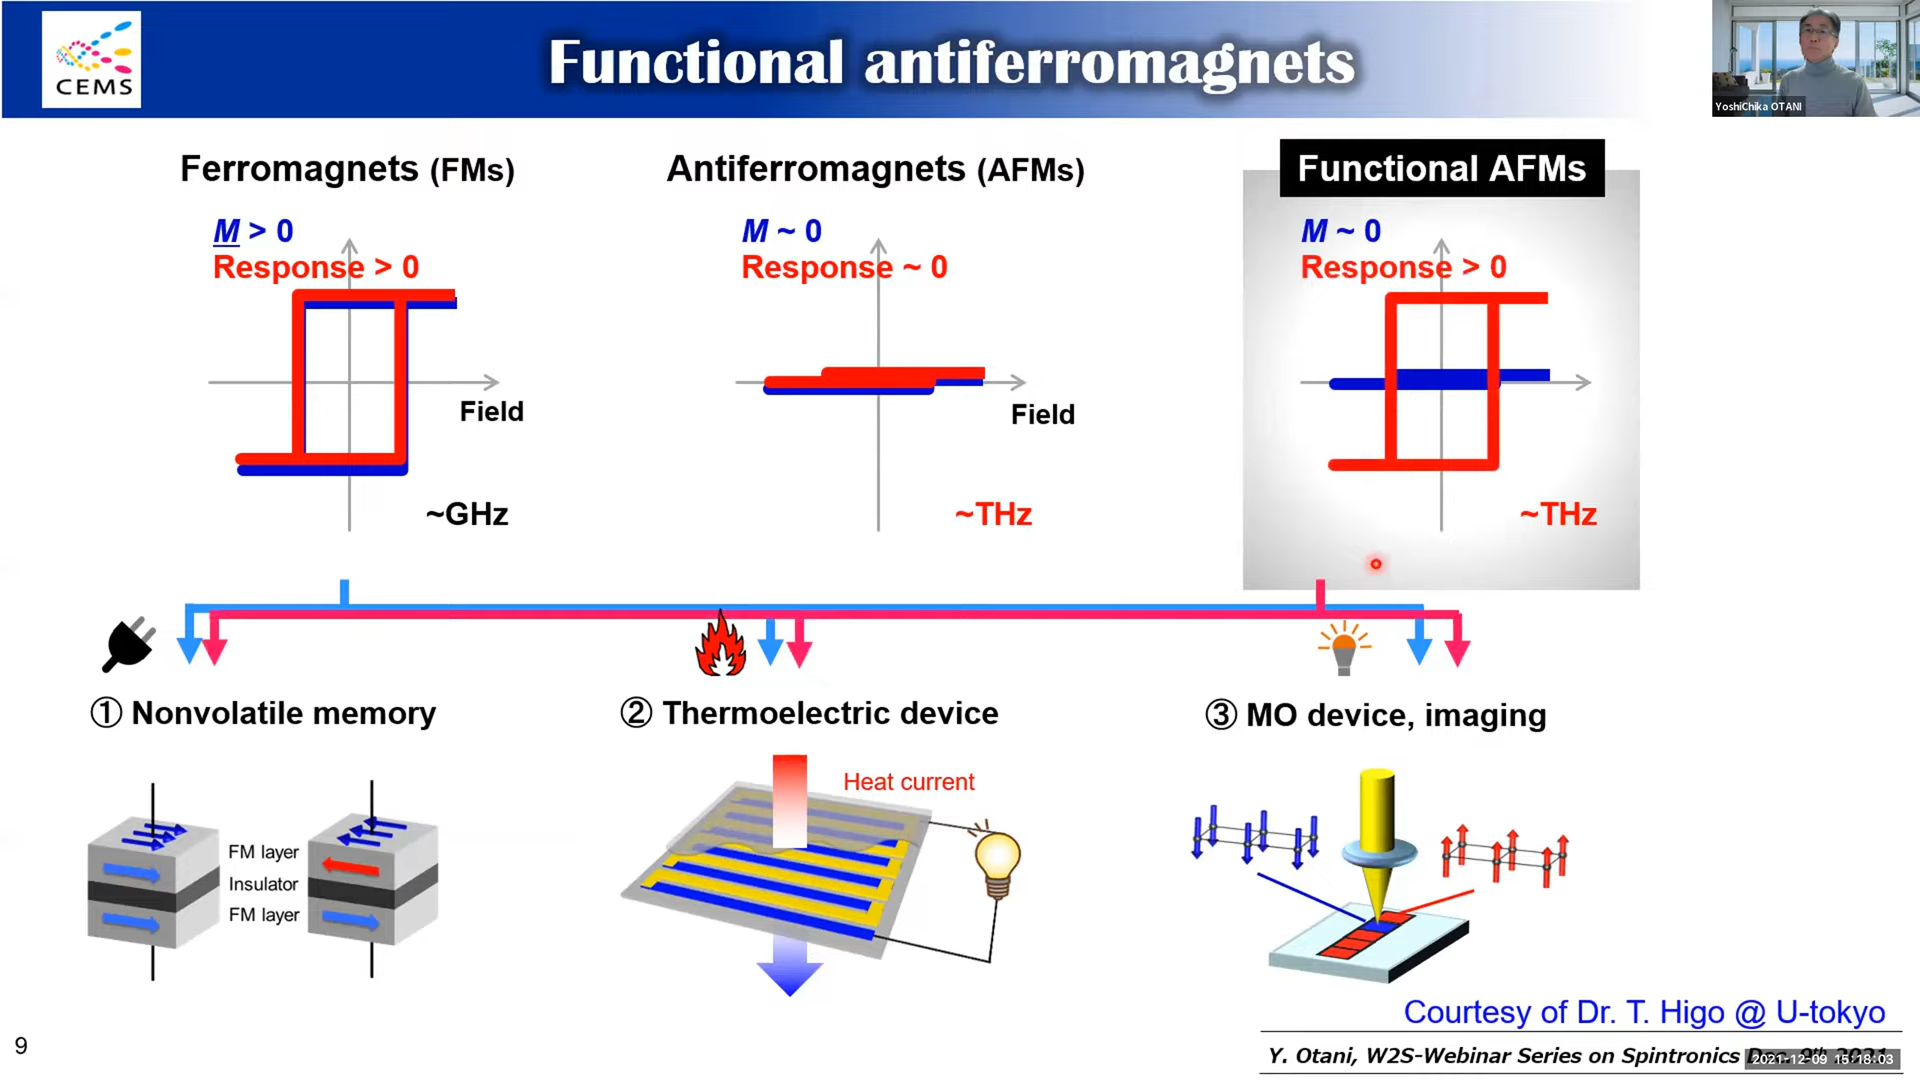 Functional antiferromagnets
CEMS
YoshiChika OTANI
Ferromagnets (FMs)
M > 0
Response > 0
Field
~GHz
Antiferromagnets (AFMs)
M ~ 0
Response ~ 0
Field
~THz
Functional AFMs
M ~ 0
Response > 0
~THz
① Nonvolatile memory
FM layer
Insulator
FM layer
② Thermoelectric device
Heat current
③ MO device, imaging
Courtesy of Dr. T. Higo @ U-tokyo
9
Y. Otani, W2S-Webinar Series on Spintronics
2021-12-09 15:18:03